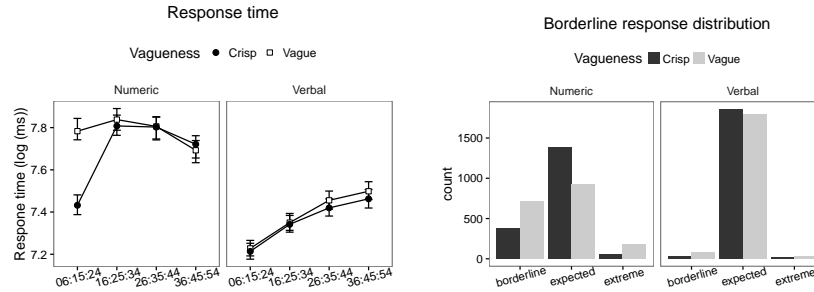 Response time
Vagueness Crisp Vague
Numeric Verbal
Respone time (log (ms))
7.8
7.6
7.4
7.2
06:15:24 16:25:34 26:35:44 36:45:54 06:15:24 16:25:34 26:35:44 36:45:54
Borderline response distribution
Vagueness Crisp Vague
Numeric Verbal
count
1500
1000
500
0
borderline expected extreme borderline expected extreme